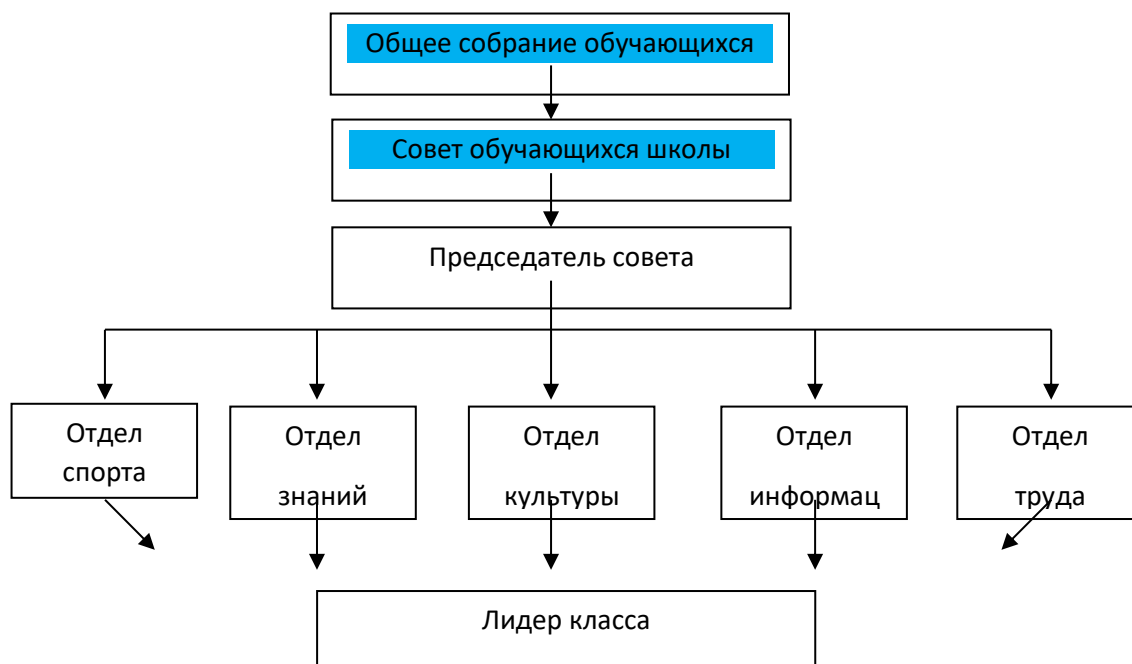 Общее собрание обучающихся
Совет обучающихся школы
Председатель совета
Отдел
спорта
Отдел
знаний
Отдел
культуры
Отдел
информац
Отдел
труда
Лидер класса